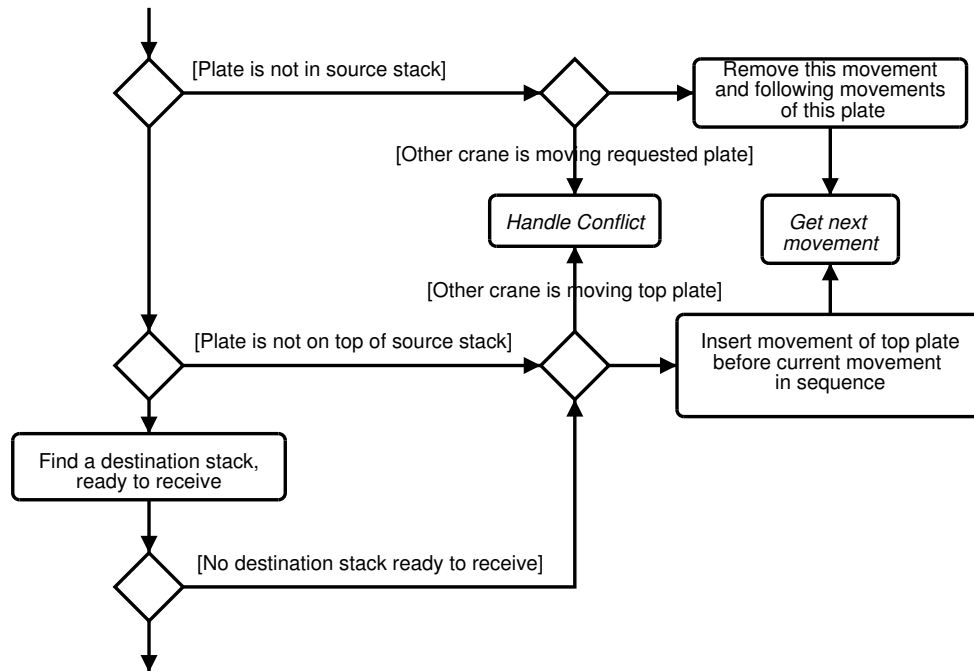 [Plate is not in source stack]
Remove this movement
and following movements
of this plate
[Other crane is moving requested plate]
Handle Conflict
Get next
movement
[Other crane is moving top plate]
[Plate is not on top of source stack]
Insert movement of top plate
before current movement
in sequence
Find a destination stack,
ready to receive
[No destination stack ready to receive]